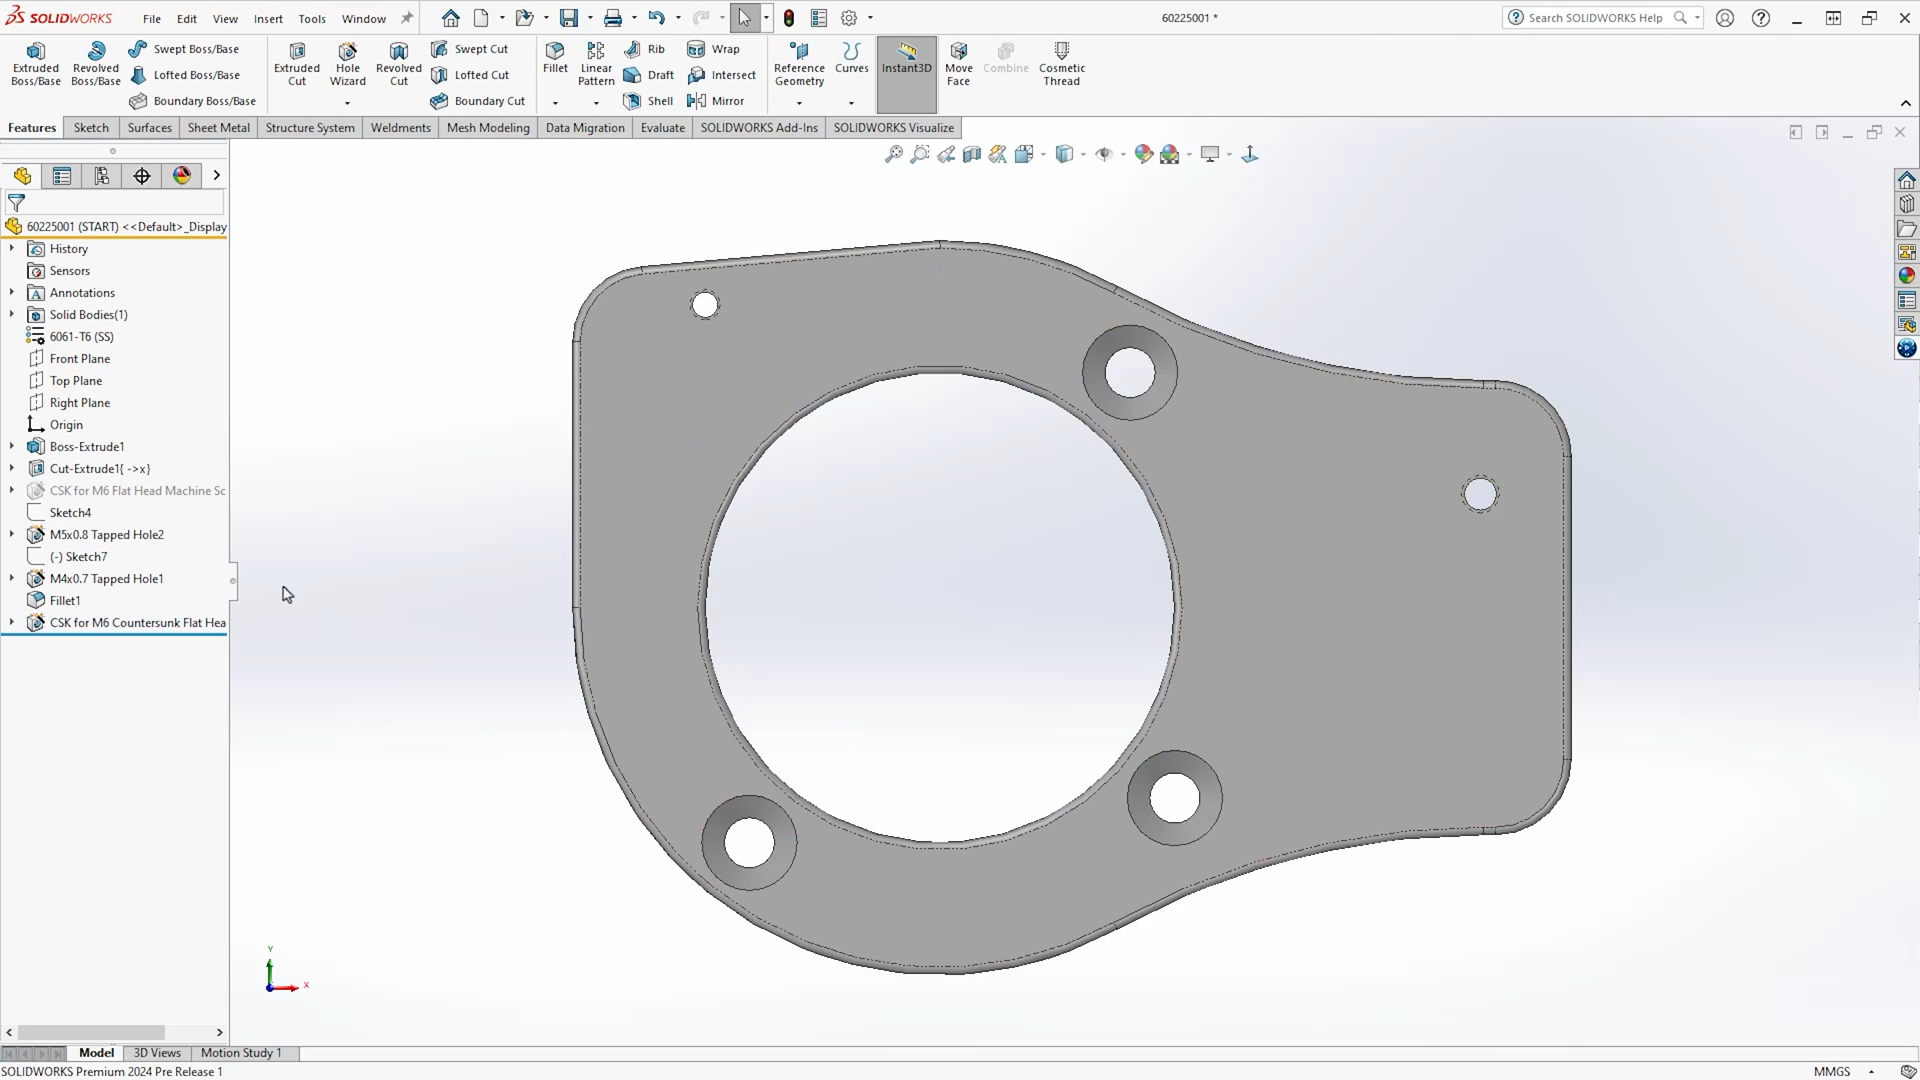 SOLIDWORKS
File Edit View Insert Tools Window
60225001 *
Search SOLIDWORKS Help
Extruded Boss/Base
Revolved Boss/Base
Swept Boss/Base
Lofted Boss/Base
Boundary Boss/Base
Extruded Cut
Hole Wizard
Revolved Cut
Swept Cut
Lofted Cut
Boundary Cut
Fillet
Linear Pattern
Rib
Draft
Shell
Wrap
Intersect
Mirror
Reference Geometry
Curves
Instant3D
Move Face
Combine
Cosmetic Thread
Features Sketch Surfaces Sheet Metal Structure System Weldments Mesh Modeling Data Migration Evaluate SOLIDWORKS Add-Ins SOLIDWORKS Visualize
60225001 (START) <<Default>_Display
History
Sensors
Annotations
Solid Bodies(1)
6061-T6 (SS)
Front Plane
Top Plane
Right Plane
Origin
Boss-Extrude1
Cut-Extrude1{ ->x}
CSK for M6 Flat Head Machine Sc
Sketch4
M5x0.8 Tapped Hole2
(-) Sketch7
M4x0.7 Tapped Hole1
Fillet1
CSK for M6 Countersunk Flat Hea
Y
X
Model 3D Views Motion Study 1
SOLIDWORKS Premium 2024 Pre Release 1
MMGS